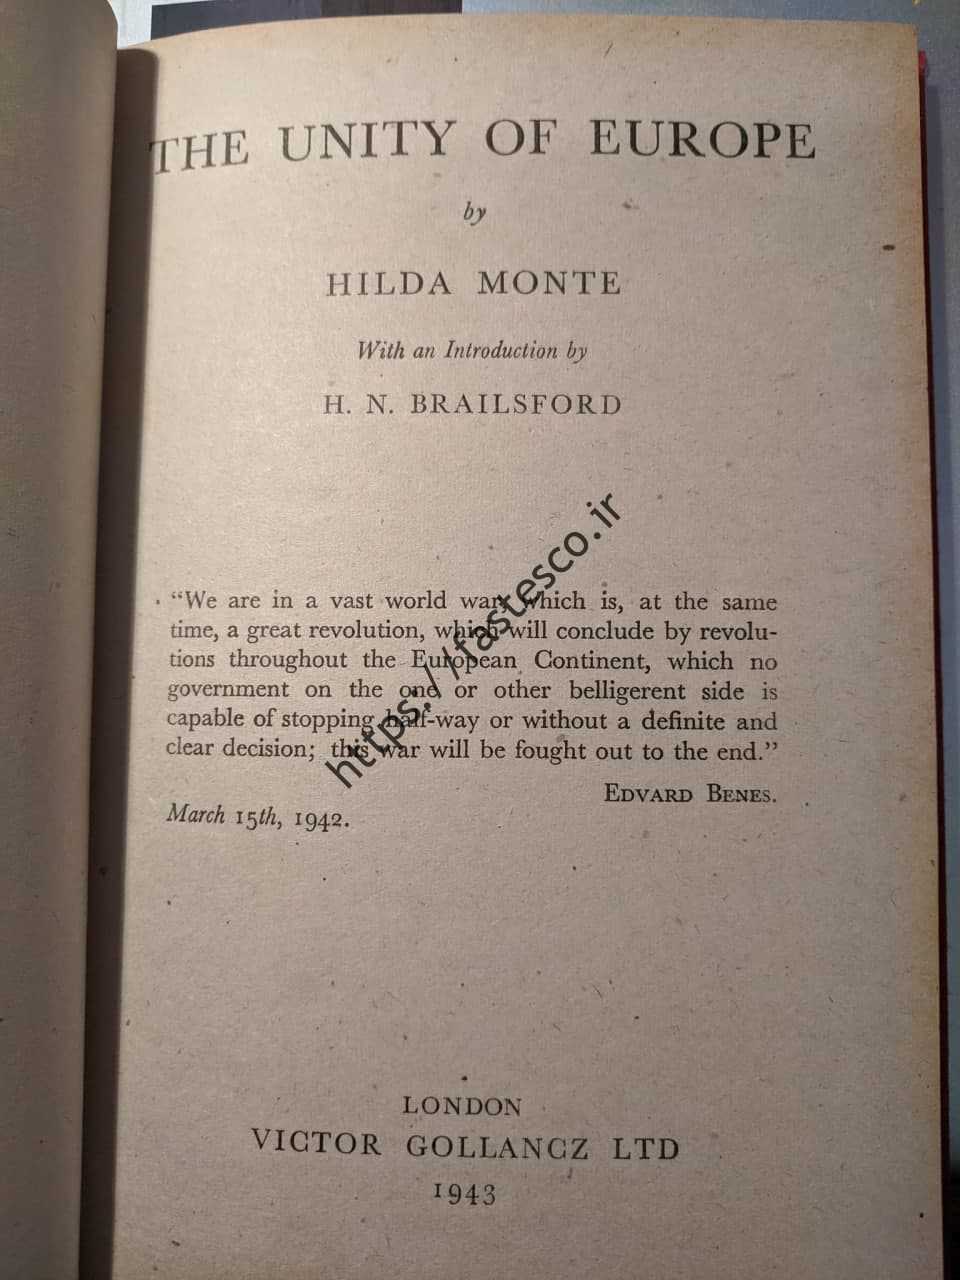 THE UNITY OF EUROPE
by
HILDA MONTE
With an Introduction by
H. N. BRAILSFORD
"We are in a vast world war, which is, at the same
time, a great revolution, which will conclude by revolu-
tions throughout the European Continent, which no
government on the one or other belligerent side is
capable of stopping half-way or without a definite and
clear decision; this war will be fought out to the end."
EDVARD BENES.
March 15th, 1942.
LONDON
VICTOR GOLLANCZ LTD
1943
https://fastesco.ir